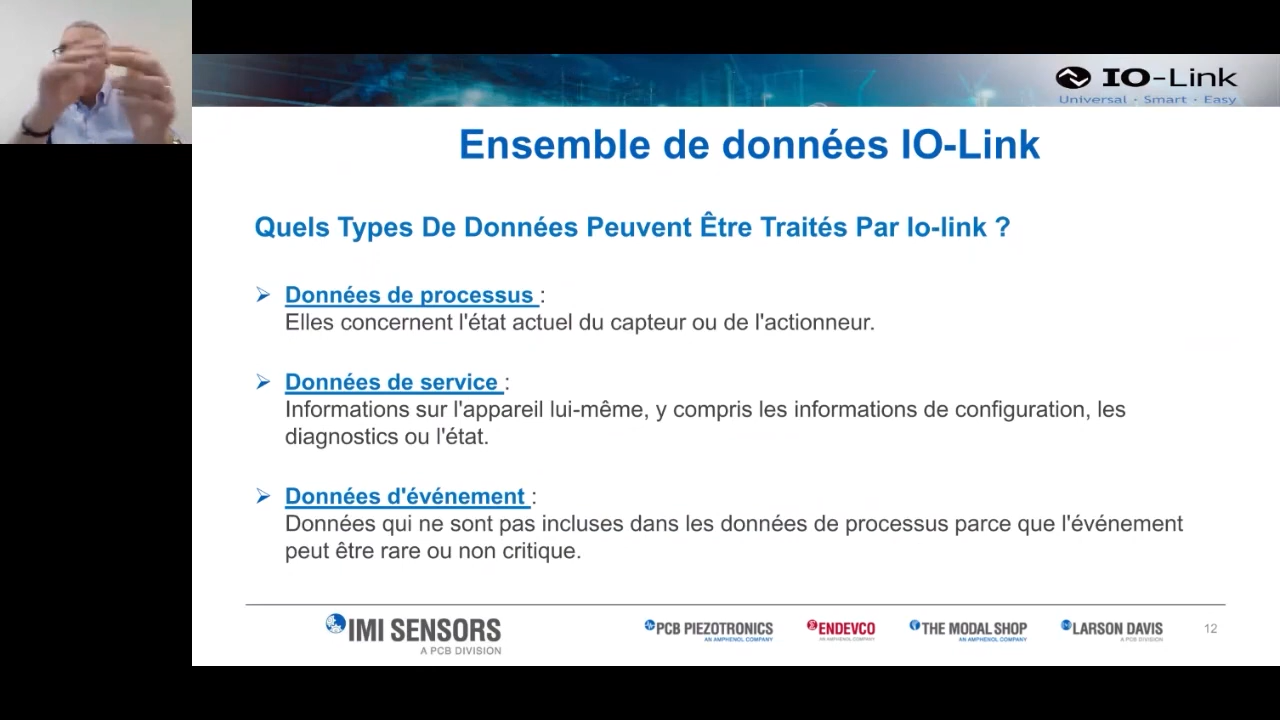 IO-Link
Universal · Smart · Easy
Ensemble de données IO-Link
Quels Types De Données Peuvent Être Traités Par Io-link ?
➢ Données de processus :
Elles concernent l'état actuel du capteur ou de l'actionneur.
➢ Données de service :
Informations sur l'appareil lui-même, y compris les informations de configuration, les
diagnostics ou l'état.
➢ Données d'événement :
Données qui ne sont pas incluses dans les données de processus parce que l'événement
peut être rare ou non critique.
IMI SENSORS
A PCB DIVISION
PCB PIEZOTRONICS
AN AMPHENOL COMPANY
ENDEVCO
AN AMPHENOL COMPANY
THE MODAL SHOP
AN AMPHENOL COMPANY
LARSON DAVIS
A PCB DIVISION
12